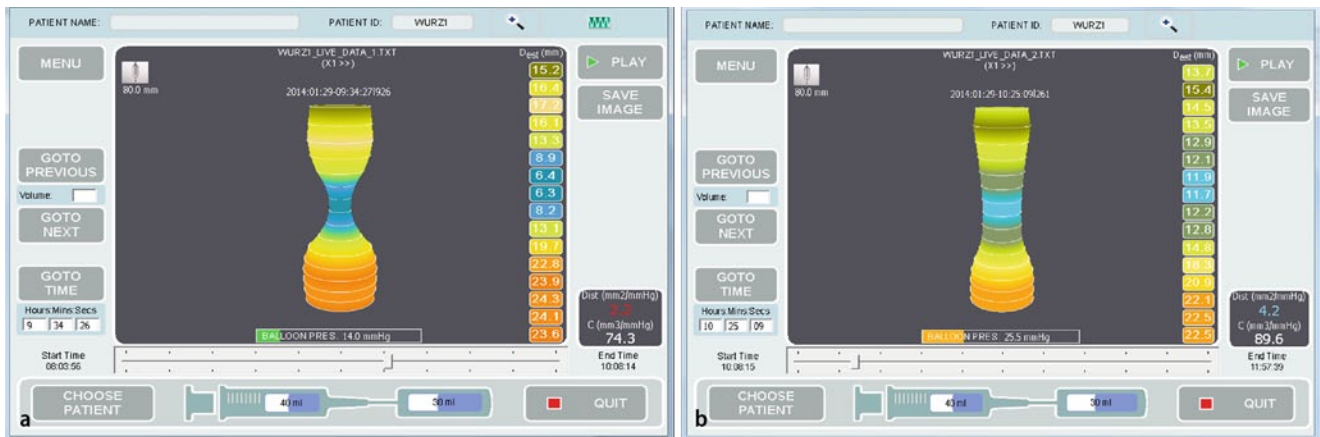 PATIENT NAME:
PATIENT ID: WURZ1
MENU
WURZ1_LIVE_DATA_1.TXT
(X1 >>)
80.0 mm
2014:01:29-09:34:27?926
Dest (mm)
15.2
16.4
17.2
16.1
13.3
8.9
6.4
6.3
8.2
13.1
19.7
22.8
23.9
24.3
24.1
23.6
PLAY
SAVE
IMAGE
GOTO
PREVIOUS
Volume:
GOTO
NEXT
GOTO
TIME
Hours:Mins:Secs
9 34 26
Dist (mm2/mmHg)
C (mm3/mmHg)
74.3
BALLOON PRES. 14.0 mmHg
Start Time
08:03:56
End Time
10:08:14
CHOOSE
PATIENT
40 ml
30 ml
QUIT
a
PATIENT NAME:
PATIENT ID: WURZ1
MENU
WURZ1_LIVE_DATA_2.TXT
(X1 >>)
80.0 mm
2014:01:29-10:25:09?261
Dest (mm)
13.7
15.4
14.5
13.5
12.9
12.1
11.9
11.7
12.2
12.8
14.8
18.3
20.9
22.1
22.5
22.5
PLAY
SAVE
IMAGE
GOTO
PREVIOUS
Volume:
GOTO
NEXT
GOTO
TIME
Hours:Mins:Secs
10 25 09
Dist (mm2/mmHg)
4.2
C (mm3/mmHg)
89.6
BALLOON PRES. 25.5 mmHg
Start Time
10:08:15
End Time
11:57:39
CHOOSE
PATIENT
40 ml
30 ml
QUIT
b